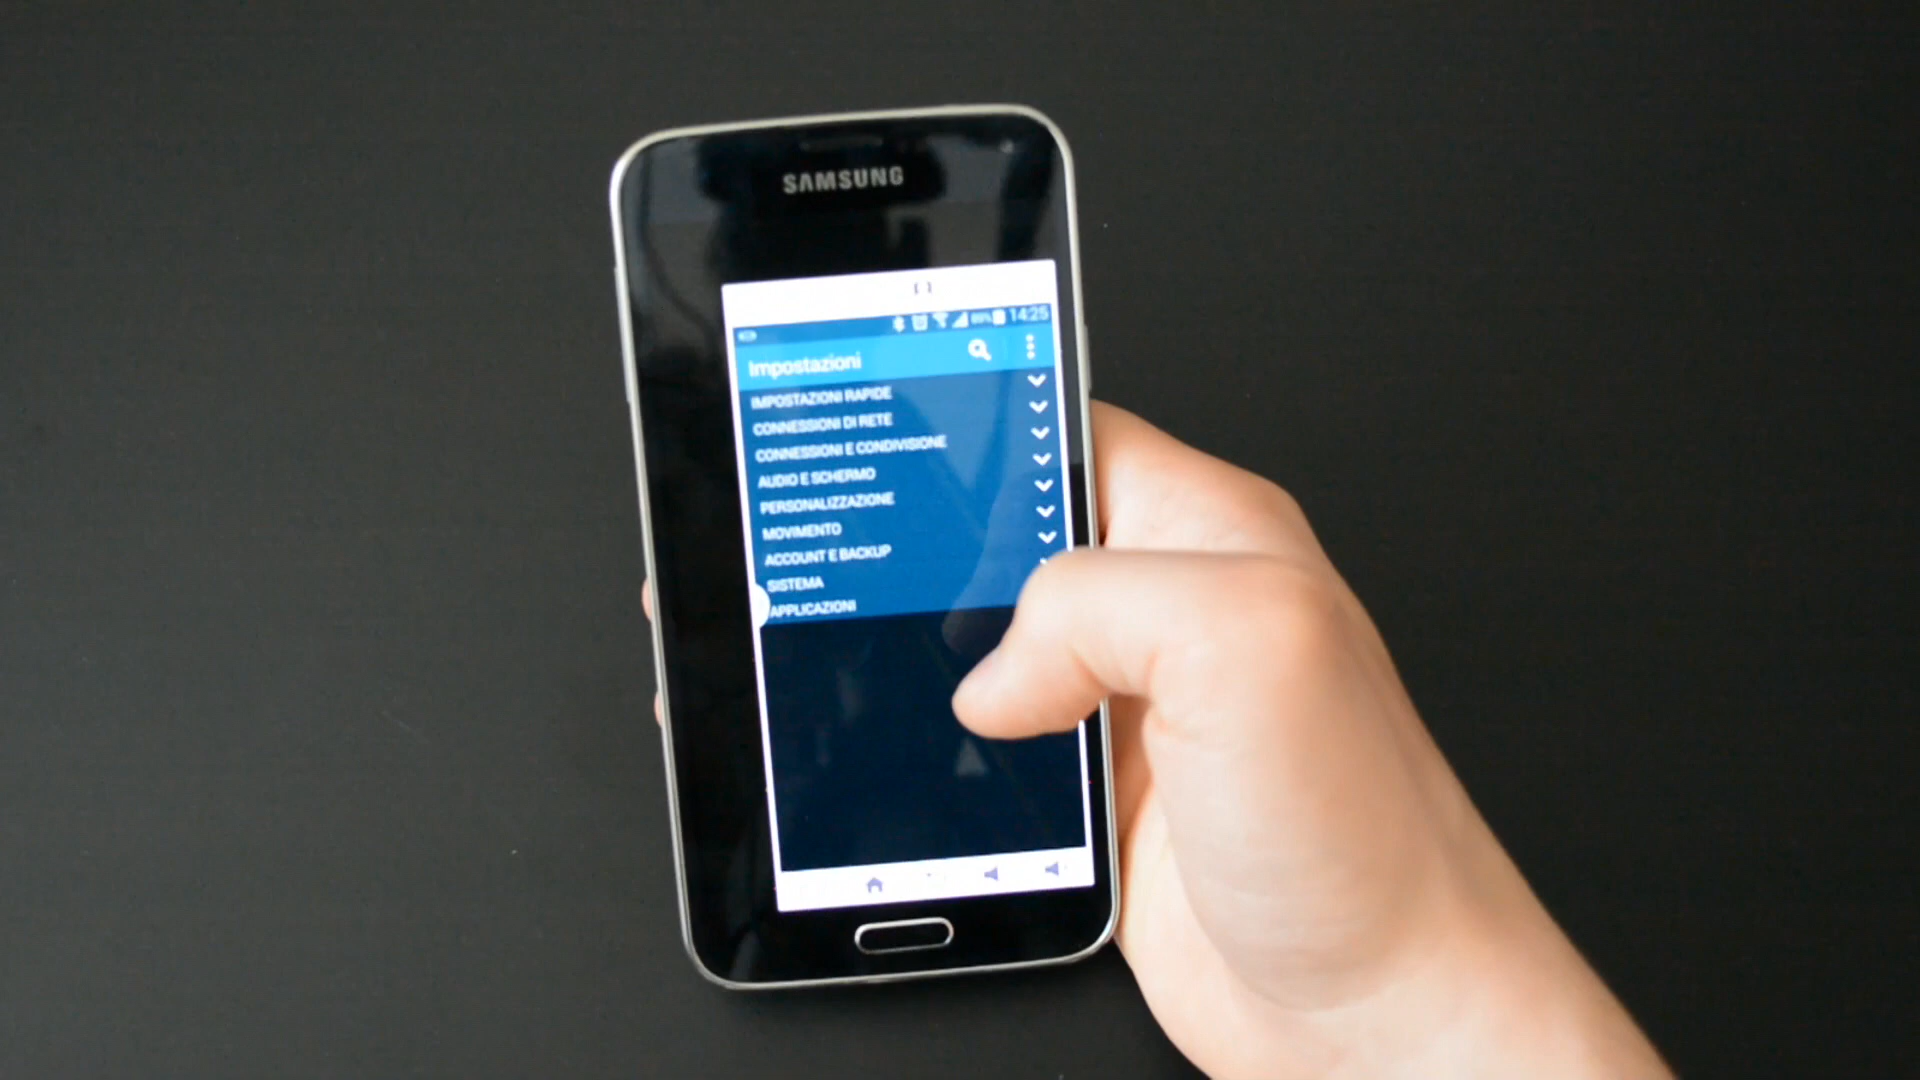 SAMSUNG
89% 14:25
Impostazioni
IMPOSTAZIONI RAPIDE
CONNESSIONI DI RETE
CONNESSIONI E CONDIVISIONE
AUDIO E SCHERMO
PERSONALIZZAZIONE
MOVIMENTO
ACCOUNT E BACKUP
SISTEMA
APPLICAZIONI